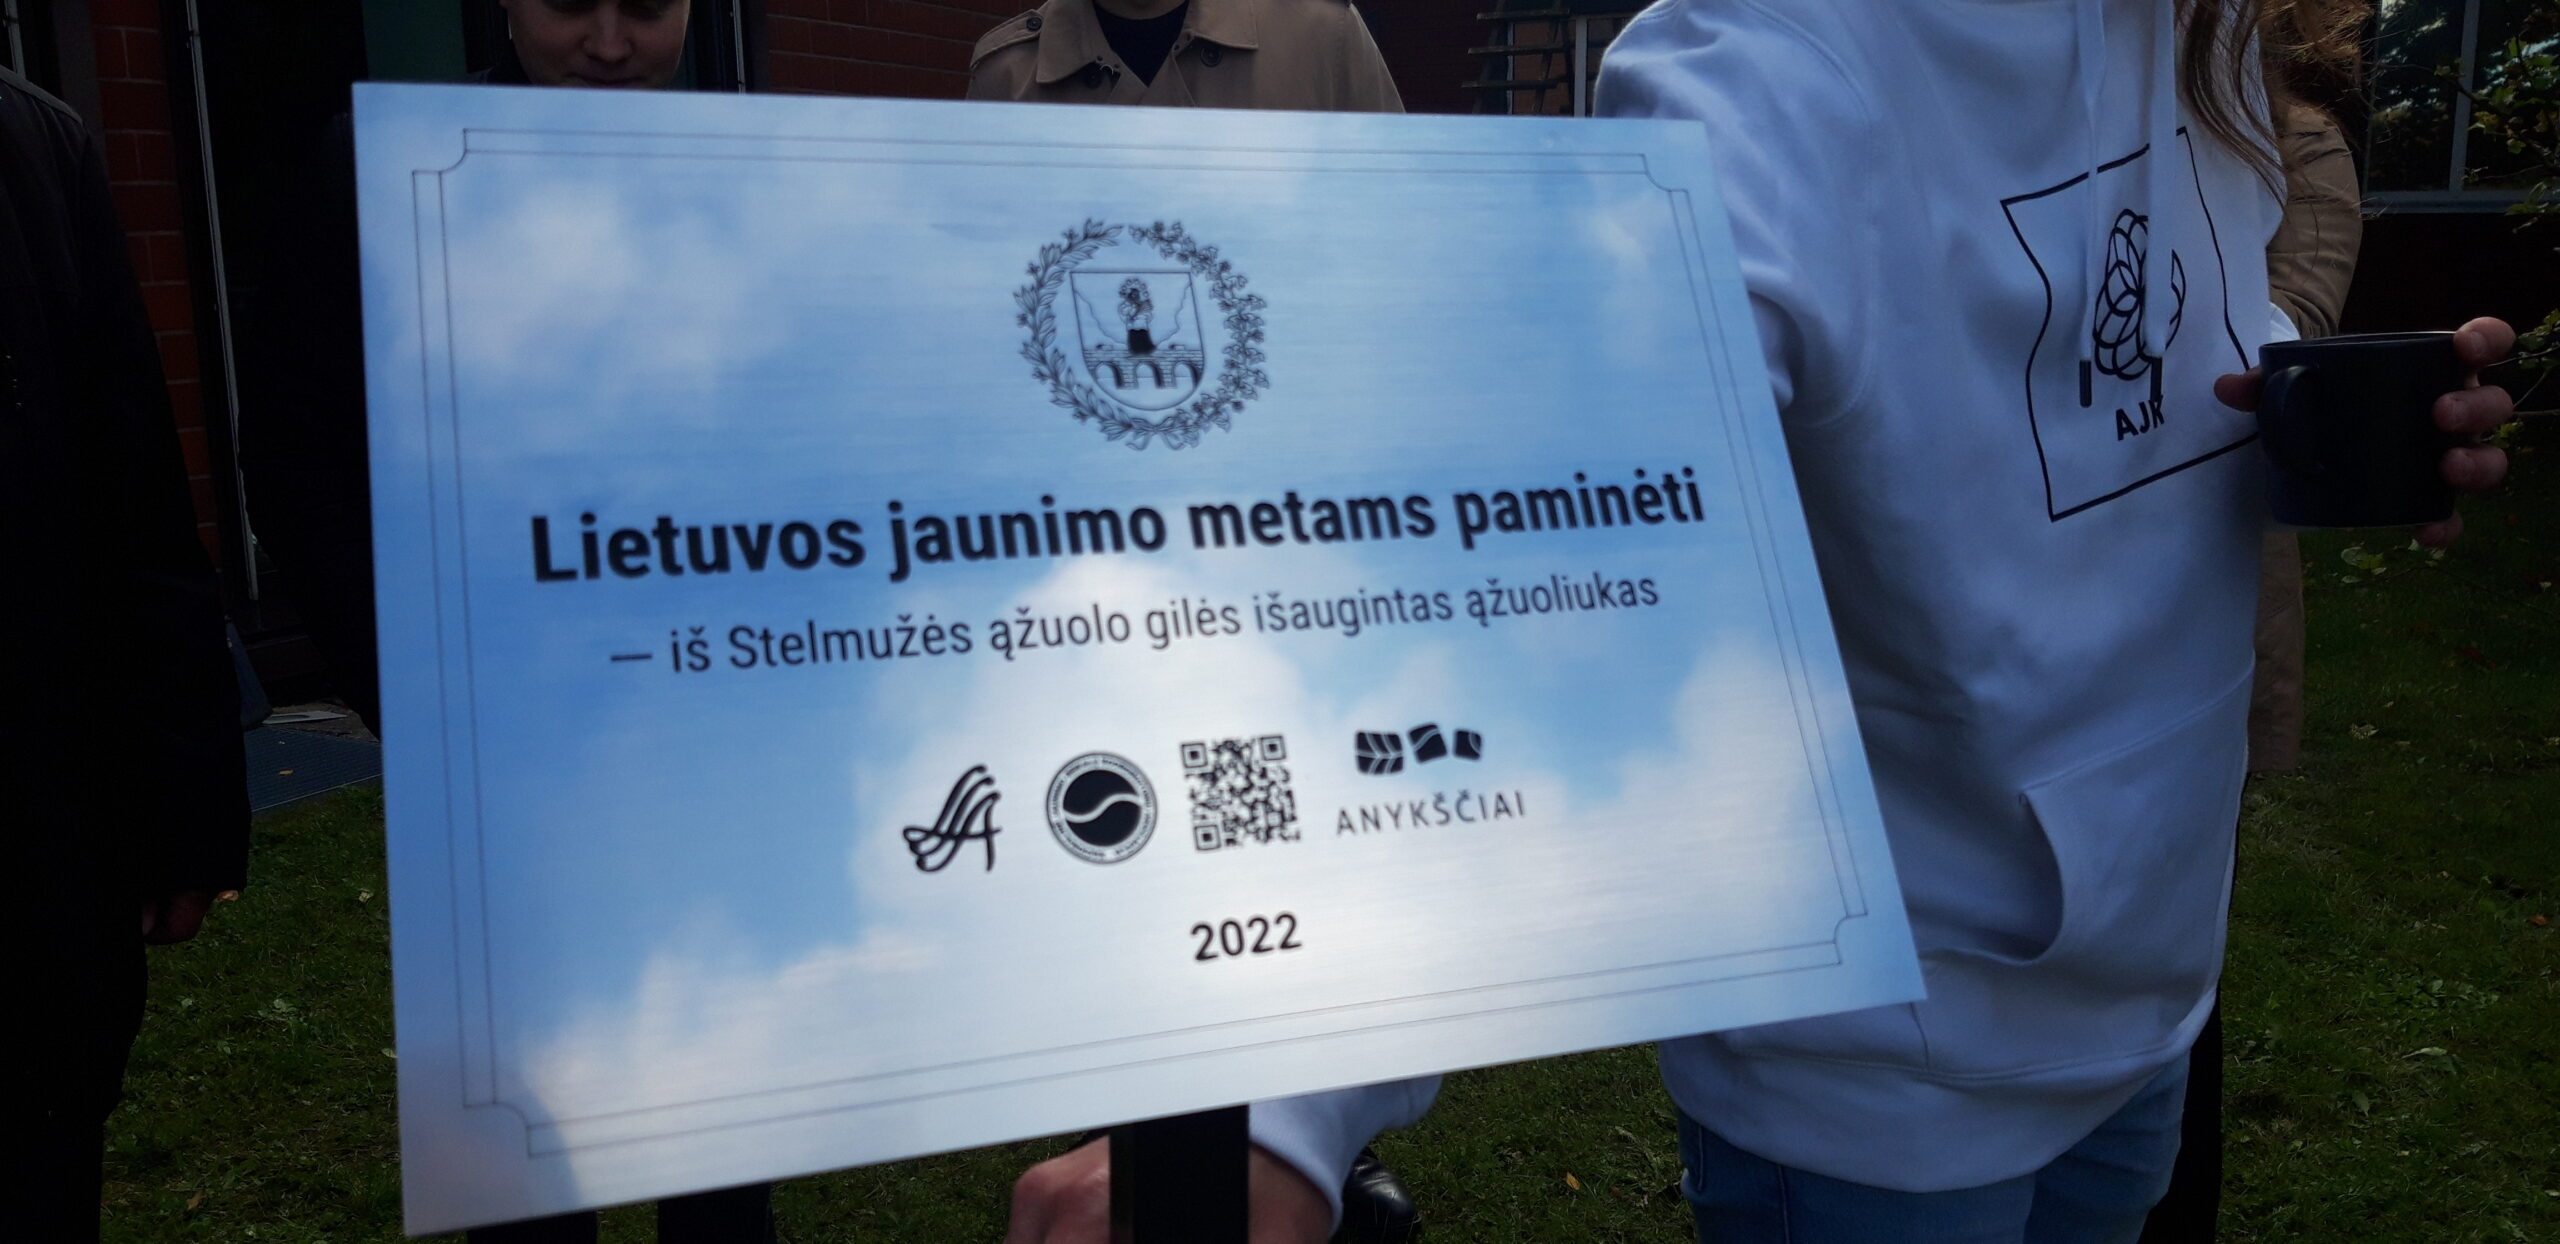 Lietuvos jaunimo metams paminėti
— iš Stelmužės ąžuolo gilės išaugintas ąžuoliukas
ANYKŠČIAI
2022
AJK